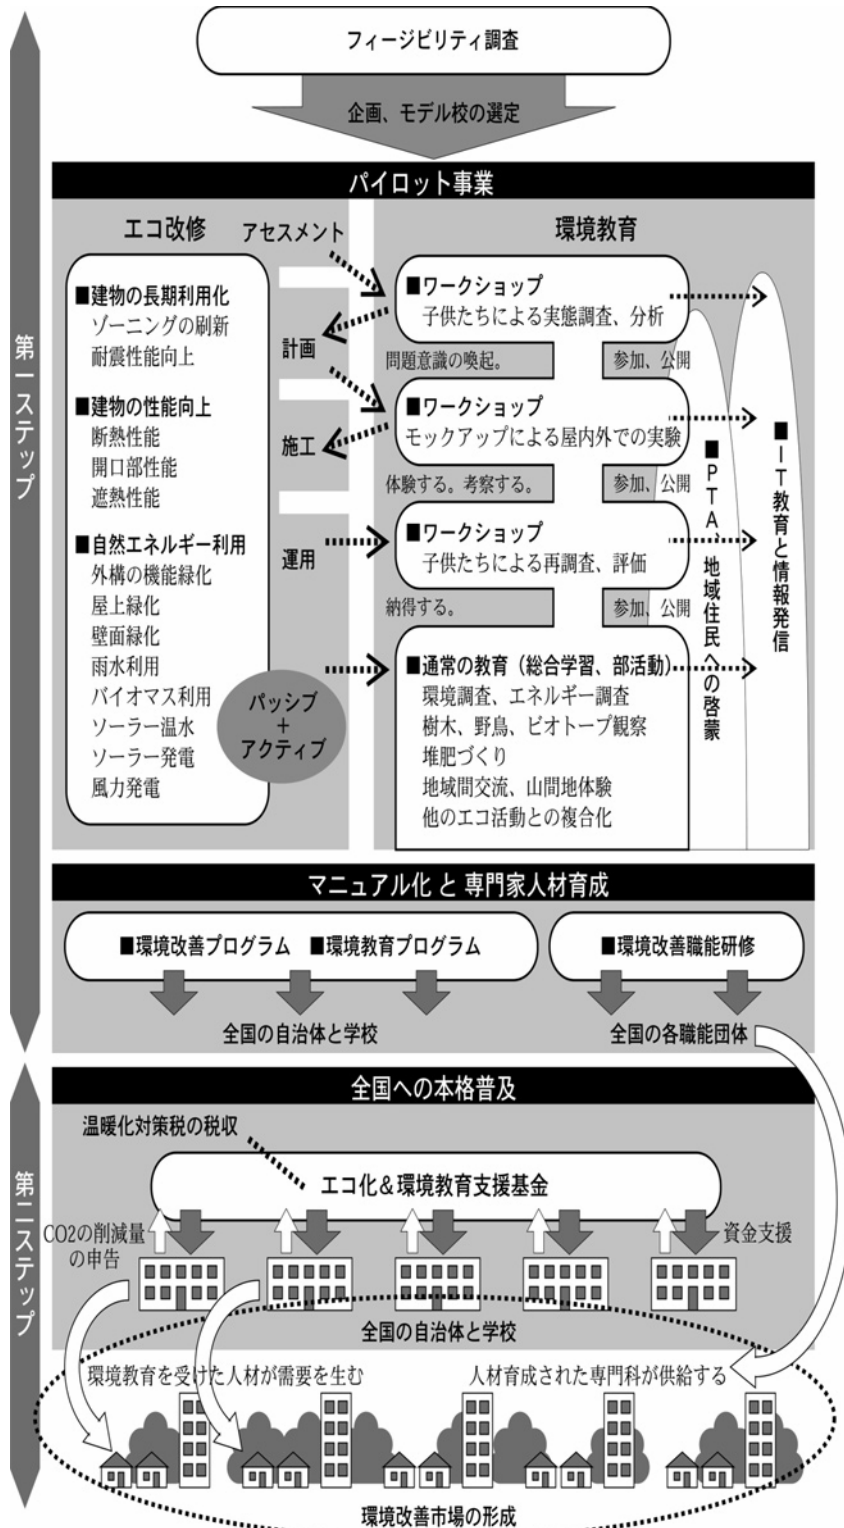 フィージビリティ調査
企画、モデル校の選定
第一ステップ
パイロット事業
エコ改修
アセスメント
環境教育
■建物の長期利用化
ゾーニングの刷新
耐震性能向上
■建物の性能向上
断熱性能
開口部性能
遮熱性能
■自然エネルギー利用
外構の機能緑化
屋上緑化
壁面緑化
雨水利用
バイオマス利用
ソーラー温水
ソーラー発電
風力発電
パッシブ
+
アクティブ
計画
施工
運用
■ワークショップ
子供たちによる実態調査、分析
問題意識の喚起。
参加、公開
■ワークショップ
モックアップによる屋内外での実験
体験する。考察する。
参加、公開
■ワークショップ
子供たちによる再調査、評価
納得する。
参加、公開
■通常の教育（総合学習、部活動）
環境調査、エネルギー調査
樹木、野鳥、ビオトープ観察
堆肥づくり
地域間交流、山間地体験
他のエコ活動との複合化
■PTA、地域住民への啓蒙
■IT教育と情報発信
マニュアル化 と 専門家人材育成
■環境改善プログラム ■環境教育プログラム
■環境改善職能研修
全国の自治体と学校
全国の各職能団体
第二ステップ
全国への本格普及
温暖化対策税の税収
エコ化＆環境教育支援基金
CO2の削減量
の申告
資金支援
全国の自治体と学校
環境教育を受けた人材が需要を生む
人材育成された専門科が供給する
環境改善市場の形成